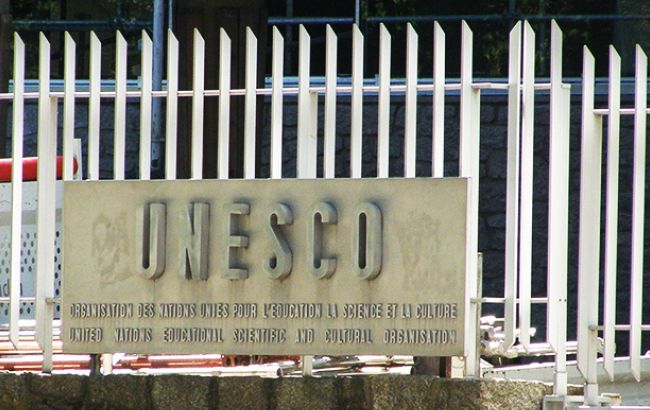 UNESCO
ORGANISATION DES NATIONS UNIES POUR L'EDUCATION LA SCIENCE ET LA CULTURE
UNITED NATIONS EDUCATIONAL SCIENTIFIC AND CULTURAL ORGANISATION